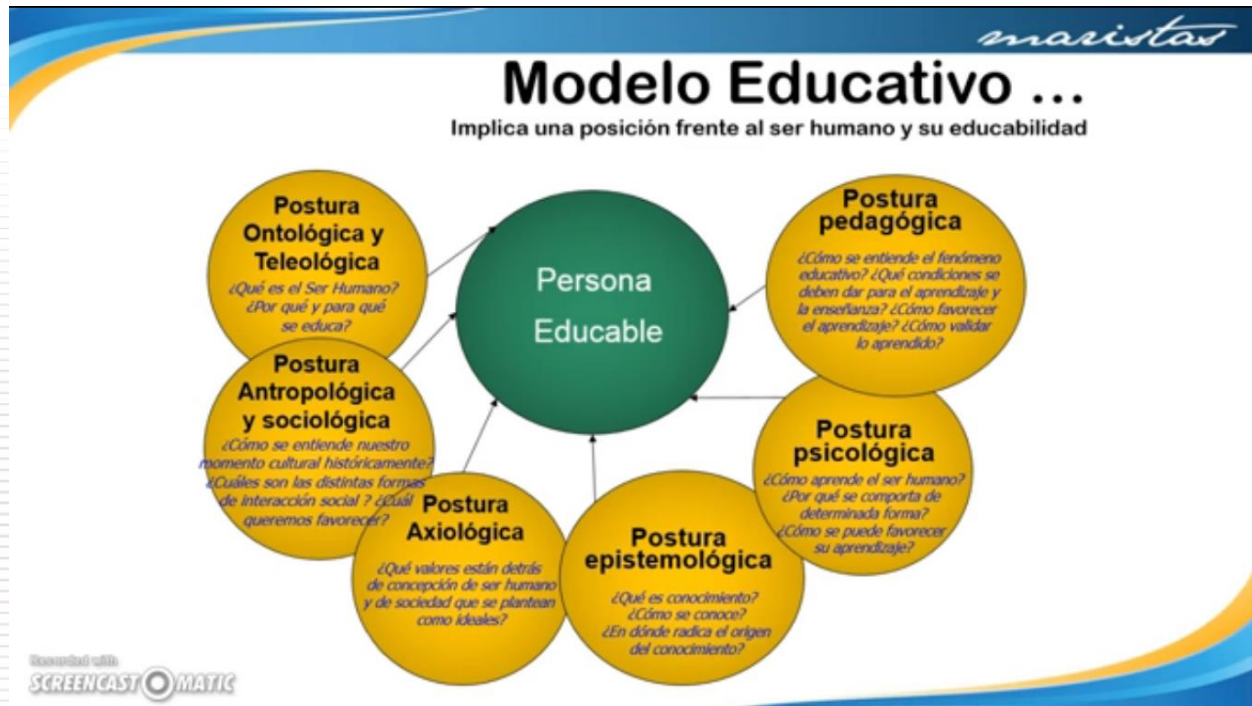 maristas
Modelo Educativo ...
Implica una posición frente al ser humano y su educabilidad
Postura
Ontológica y
Teleológica
¿Qué es el Ser Humano?
¿Por qué y para qué
se educa?
Postura
Antropológica
y sociológica
¿Cómo se entiende nuestro
momento cultural históricamente?
¿Cuáles son las distintas formas
de interacción social ? ¿Cuál
queremos favorecer?
Postura
Axiológica
¿Qué valores están detrás
de concepción de ser humano
y de sociedad que se plantean
como ideales?
Persona
Educable
Postura
epistemológica
¿Qué es conocimiento?
¿Cómo se conoce?
¿En dónde radica el origen
del conocimiento?
Postura
psicológica
¿Cómo aprende el ser humano?
¿Por qué se comporta de
determinada forma?
¿Cómo se puede favorecer
su aprendizaje?
Postura
pedagógica
¿Cómo se entiende el fenómeno
educativo? ¿Qué condiciones se
deben dar para el aprendizaje y
la enseñanza? ¿Cómo favorecer
el aprendizaje? ¿Cómo validar
lo aprendido?
Recorded with
SCREENCAST MATIC